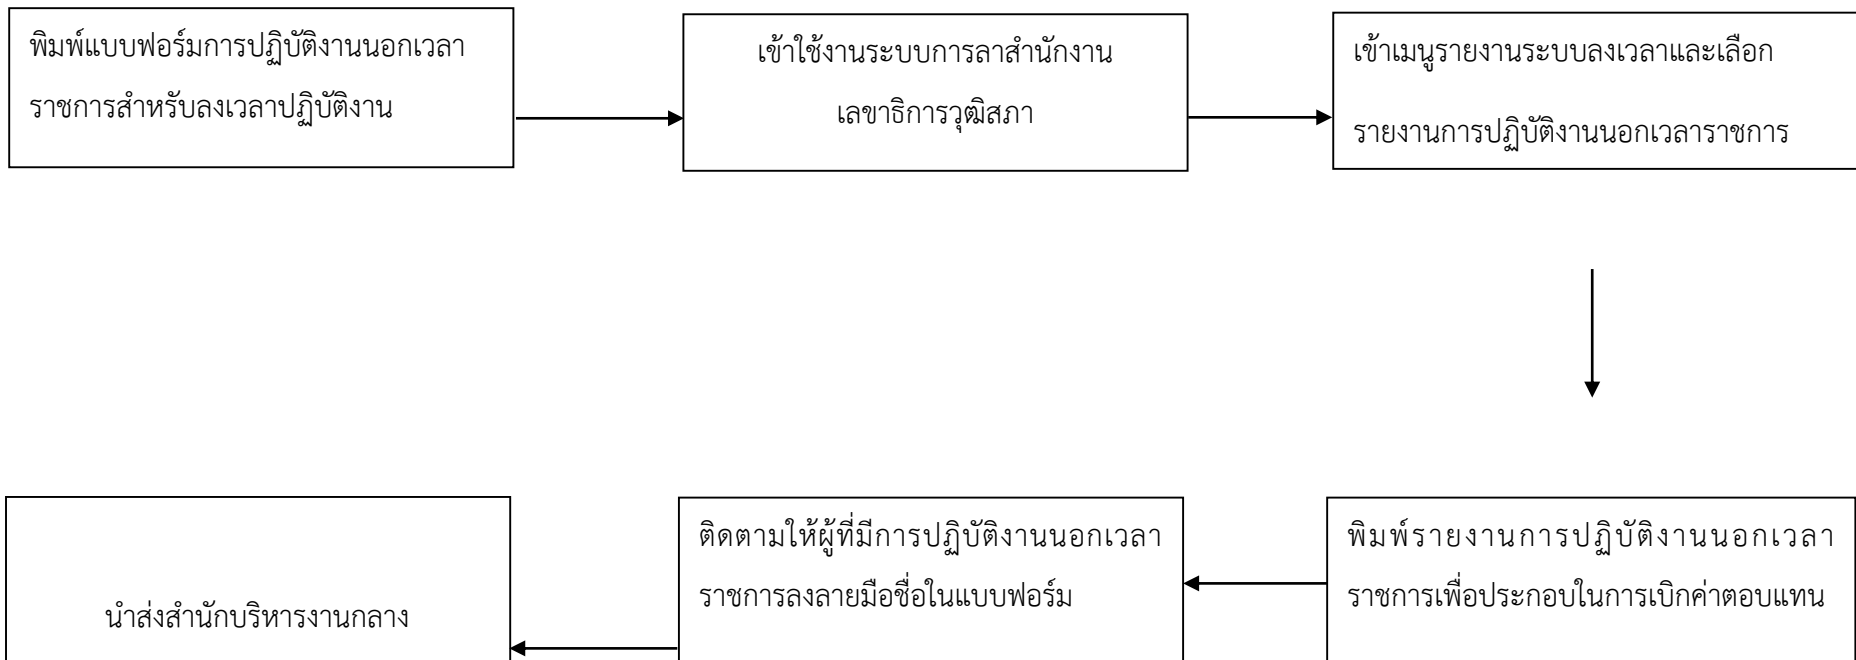 พิมพ์แบบฟอร์มการปฏิบัติงานนอกเวลา
ราชการสำหรับลงเวลาปฏิบัติงาน
เข้าใช้งานระบบการลาสำนักงาน
เลขาธิการวุฒิสภา
เข้าเมนูรายงานระบบลงเวลาและเลือก
รายงานการปฏิบัติงานนอกเวลาราชการ
พิมพ์รายงานการปฏิบัติงานนอกเวลา
ราชการเพื่อประกอบในการเบิกค่าตอบแทน
ติดตามให้ผู้ที่มีการปฏิบัติงานนอกเวลา
ราชการลงลายมือชื่อในแบบฟอร์ม
นำส่งสำนักบริหารงานกลาง